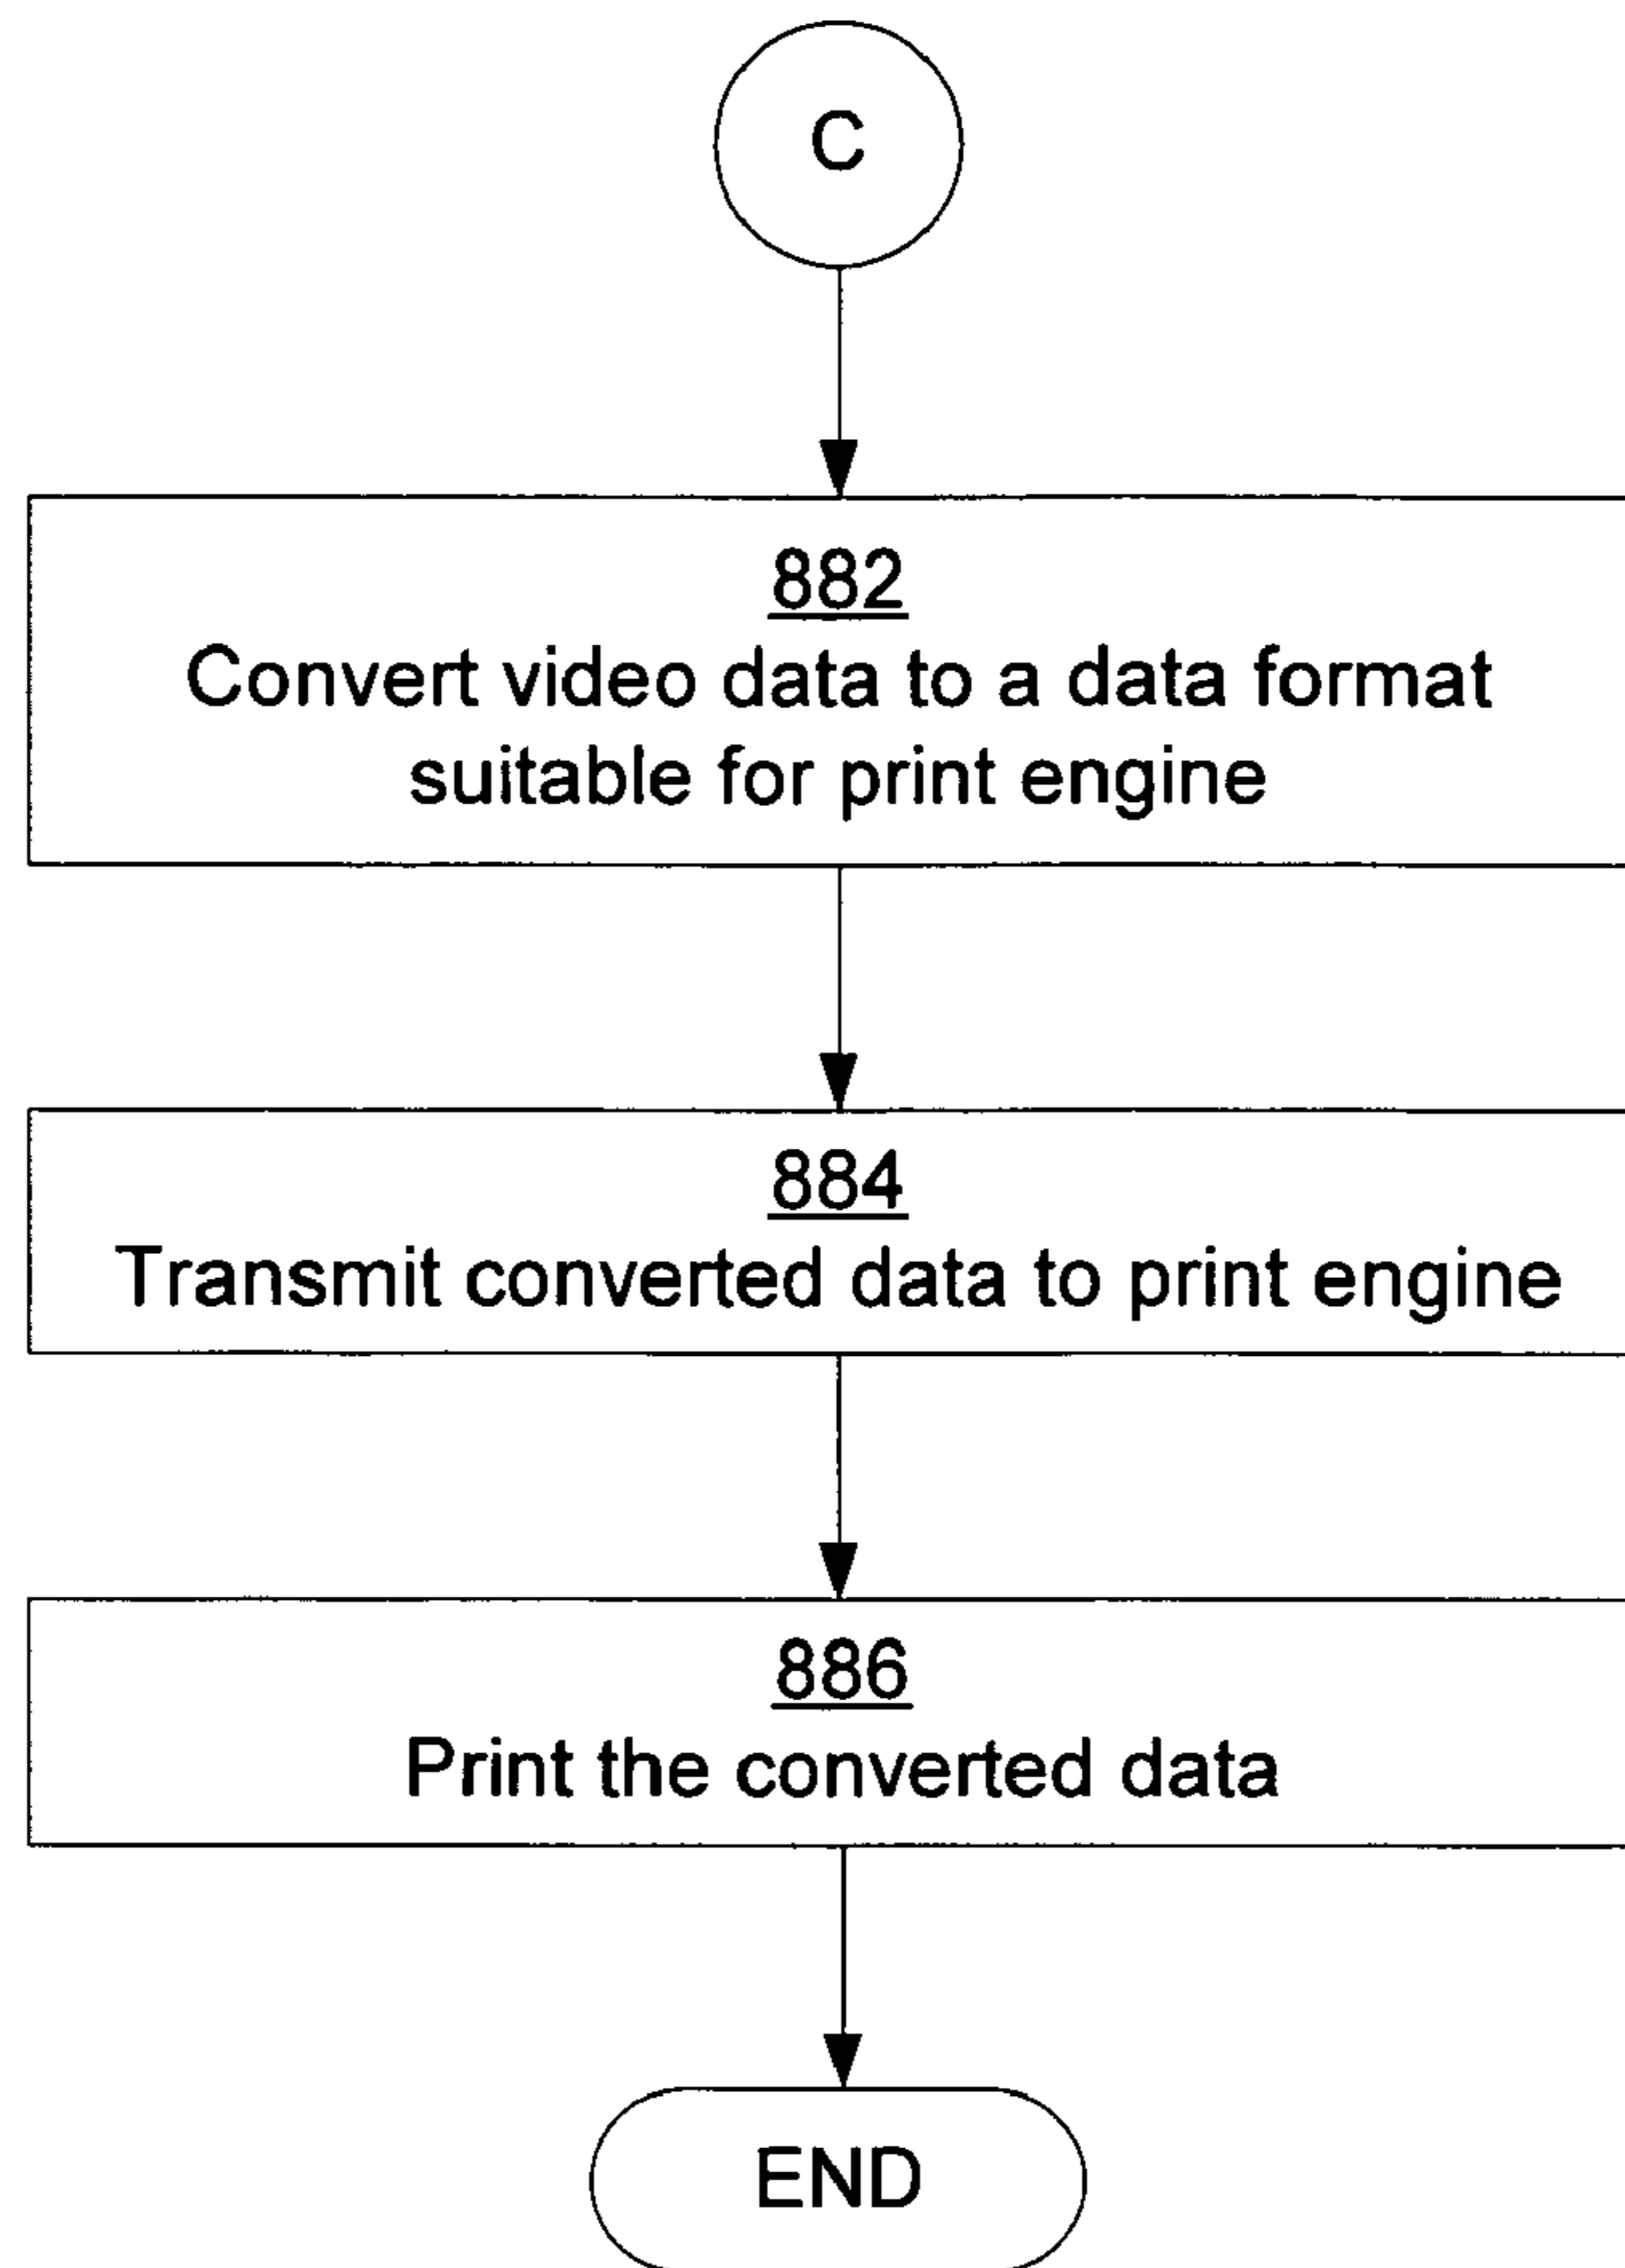 C
882
Convert video data to a data format
suitable for print engine
884
Transmit converted data to print engine
886
Print the converted data
END